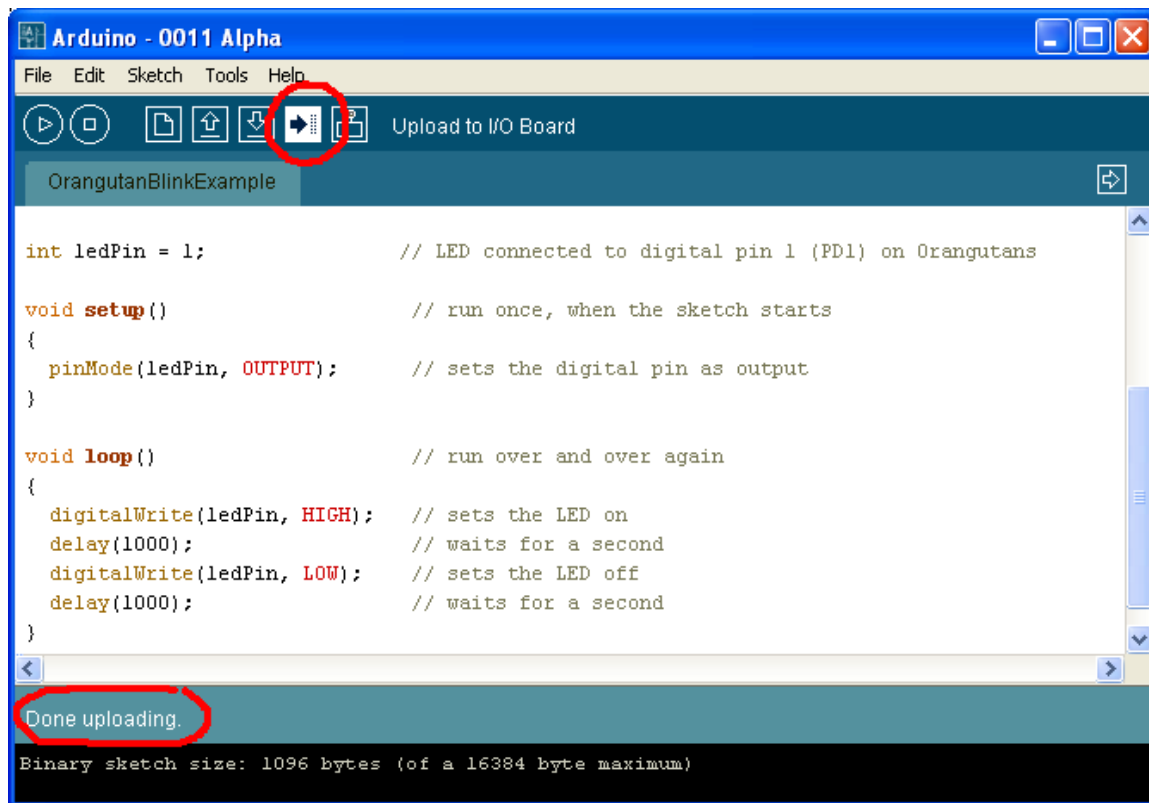 Arduino - 0011 Alpha
File Edit Sketch Tools Help
Upload to I/O Board
OrangutanBlinkExample
int ledPin = 1; // LED connected to digital pin 1 (PD1) on Orangutans
void setup() // run once, when the sketch starts
{
pinMode(ledPin, OUTPUT); // sets the digital pin as output
}
void loop() // run over and over again
{
digitalWrite(ledPin, HIGH); // sets the LED on
delay(1000); // waits for a second
digitalWrite(ledPin, LOW); // sets the LED off
delay(1000); // waits for a second
}
Done uploading.
Binary sketch size: 1096 bytes (of a 16384 byte maximum)